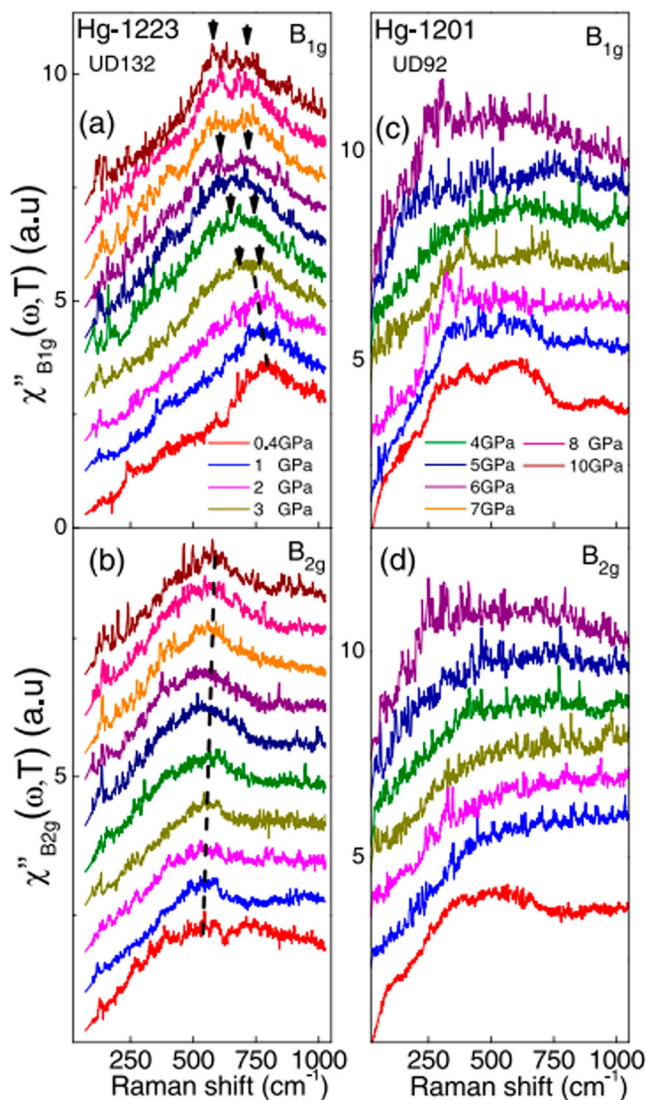 Hg-1223
UD132
B1g
(a)
10
5
0
χ”B1g(ω,T) (a.u)
0.4GPa
1 GPa
2 GPa
3 GPa
Hg-1201
UD92
B1g
(c)
10
5
4GPa
5GPa
6GPa
7GPa
8 GPa
10GPa
(b)
B2g
5
χ”B2g(ω,T) (a.u)
250 500 750 1000
Raman shift (cm-1)
(d)
B2g
10
5
250 500 750 1000
Raman shift (cm-1)